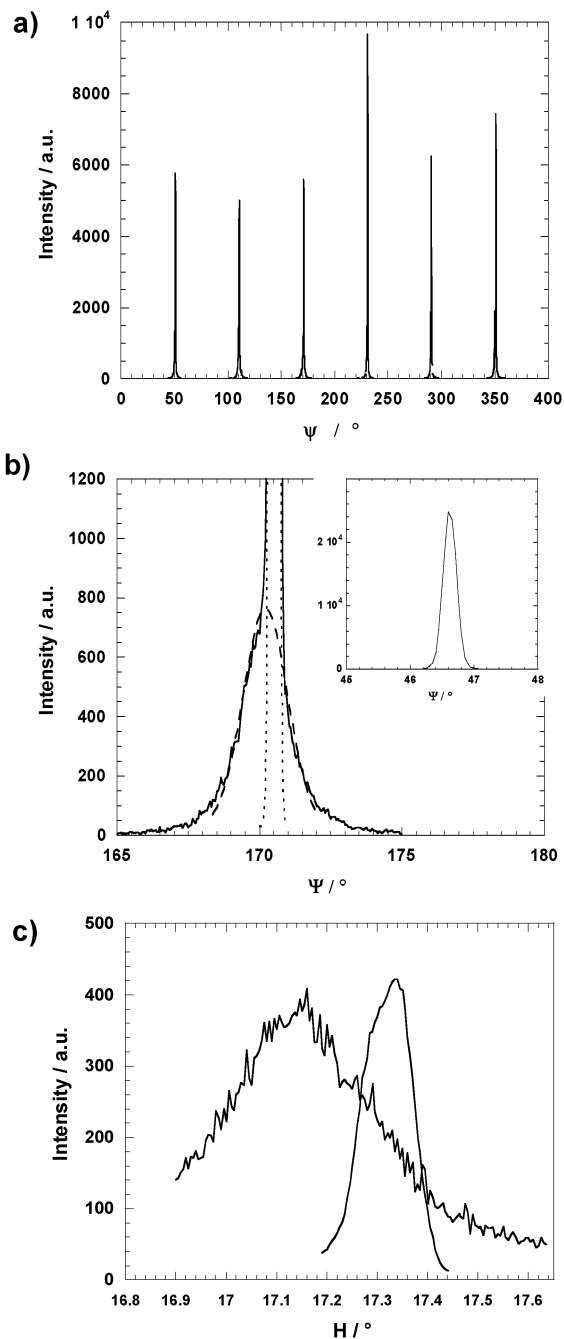 a)
1 10⁴
8000
6000
4000
2000
0
Intensity / a.u.
0 50 100 150 200 250 300 350 400
ψ / °
b)
1200
1000
800
600
400
200
0
Intensity / a.u.
165 170 175 180
Ψ / °
2 10⁴
1 10⁴
0
45 46 47 48
Ψ / °
c)
500
400
300
200
100
0
Intensity / a.u.
16.8 16.9 17 17.1 17.2 17.3 17.4 17.5 17.6
H / °